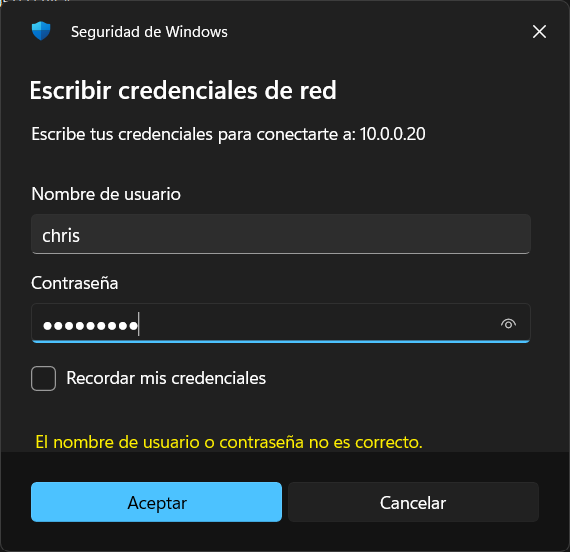 Seguridad de Windows
Escribir credenciales de red
Escribe tus credenciales para conectarte a: 10.0.0.20
Nombre de usuario
chris
Contraseña
●●●●●●●●●
Recordar mis credenciales
El nombre de usuario o contraseña no es correcto.
Aceptar Cancelar